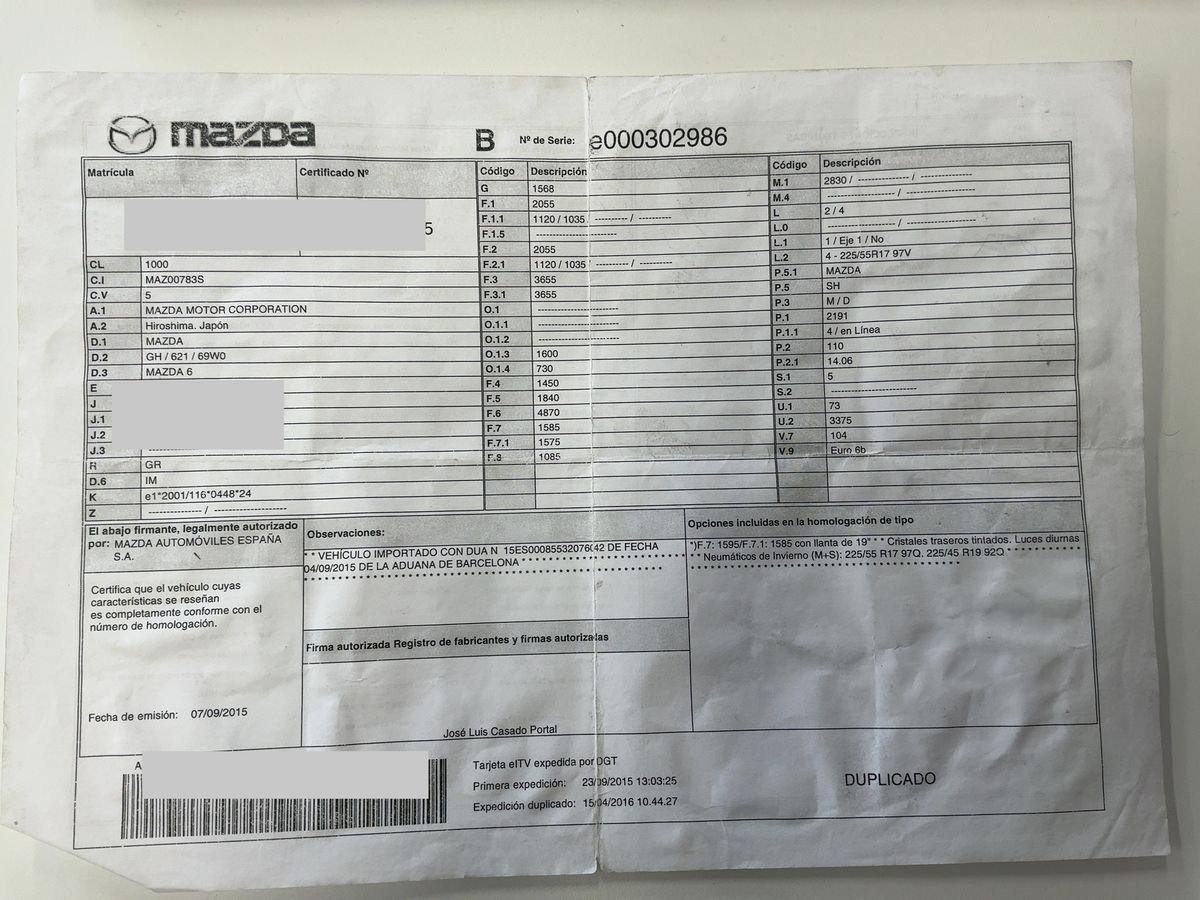 mazda
B Nº de Serie: e000302986
Matrícula Certificado Nº
5
CL 1000
C.I MAZ00783S
C.V 5
A.1 MAZDA MOTOR CORPORATION
A.2 Hiroshima. Japón
D.1 MAZDA
D.2 GH / 621 / 69W0
D.3 MAZDA 6
E
J
J.1
J.2
J.3
R GR
D.6 IM
K e1*2001/116*0448*24
Z --------------- / --------------------
Código Descripción
G 1568
F.1 2055
F.1.1 1120 / 1035 --------- / ---------
F.1.5 -----------------------
F.2 2055
F.2.1 1120 / 1035 --------- / ---------
F.3 3655
F.3.1 3655
O.1 -----------------------
O.1.1 -----------------------
O.1.2 -----------------------
O.1.3 1600
O.1.4 730
F.4 1450
F.5 1840
F.6 4870
F.7 1585
F.7.1 1575
F.8 1085
Código Descripción
M.1 2830 / -------------- / --------------
M.4 ------------------ / -------------------
L 2 / 4
L.0 ------------------ / -------------------
L.1 1 / Eje 1 / No
L.2 4 - 225/55R17 97V
P.5.1 MAZDA
P.5 SH
P.3 M / D
P.1 2191
P.1.1 4 / en Línea
P.2 110
P.2.1 14.06
S.1 5
S.2 -----------------------
U.1 73
U.2 3375
V.7 104
V.9 Euro 6b
El abajo firmante, legalmente autorizado
por: MAZDA AUTOMÓVILES ESPAÑA
S.A.
Certifica que el vehículo cuyas
características se reseñan
es completamente conforme con el
número de homologación.
Fecha de emisión: 07/09/2015
Observaciones:
* * VEHÍCULO IMPORTADO CON DUA N 15ES00085532076042 DE FECHA
04/09/2015 DE LA ADUANA DE BARCELONA * * * * * * * * * * * * * * * * * * * *
* * * * * * * * * * * * * * * * * * * * * * * * * * * * * * * * * * * * * * * * * * * * * *
Firma autorizada Registro de fabricantes y firmas autorizadas
José Luis Casado Portal
Opciones incluidas en la homologación de tipo
*)F.7: 1595/F.7.1: 1585 con llanta de 19" * * Cristales traseros tintados. Luces diurnas
* * Neumáticos de Invierno (M+S): 225/55 R17 97Q. 225/45 R19 92Q * * * * * * * * * * *
* * * * * * * * * * * * * * * * * * * * * * * * * * * * * * * * * * *
A
Tarjeta eITV expedida por DGT
Primera expedición: 23/09/2015 13:03:25
Expedición duplicado: 15/04/2016 10.44.27
DUPLICADO